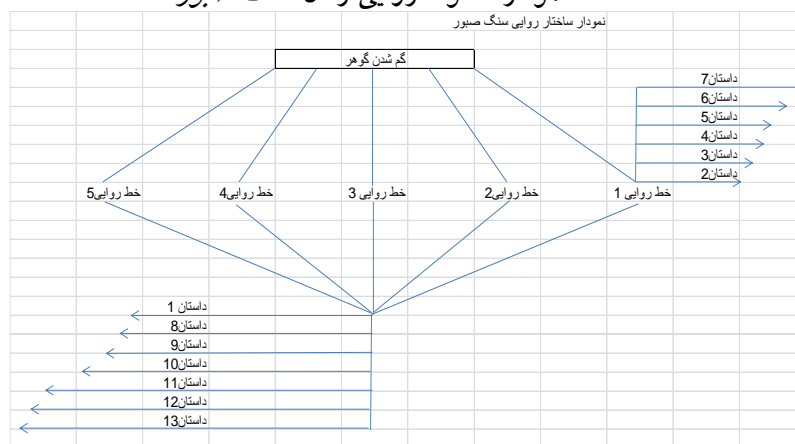 نمودار ساختار روایی سنگ صبور
گم شدن گوهر
داستان7
داستان6
داستان5
داستان4
داستان3
داستان2
خط روایی 1
خط روایی2
خط روایی 3
خط روایی4
خط روایی5
داستان 1
داستان8
داستان9
داستان10
داستان11
داستان12
داستان13